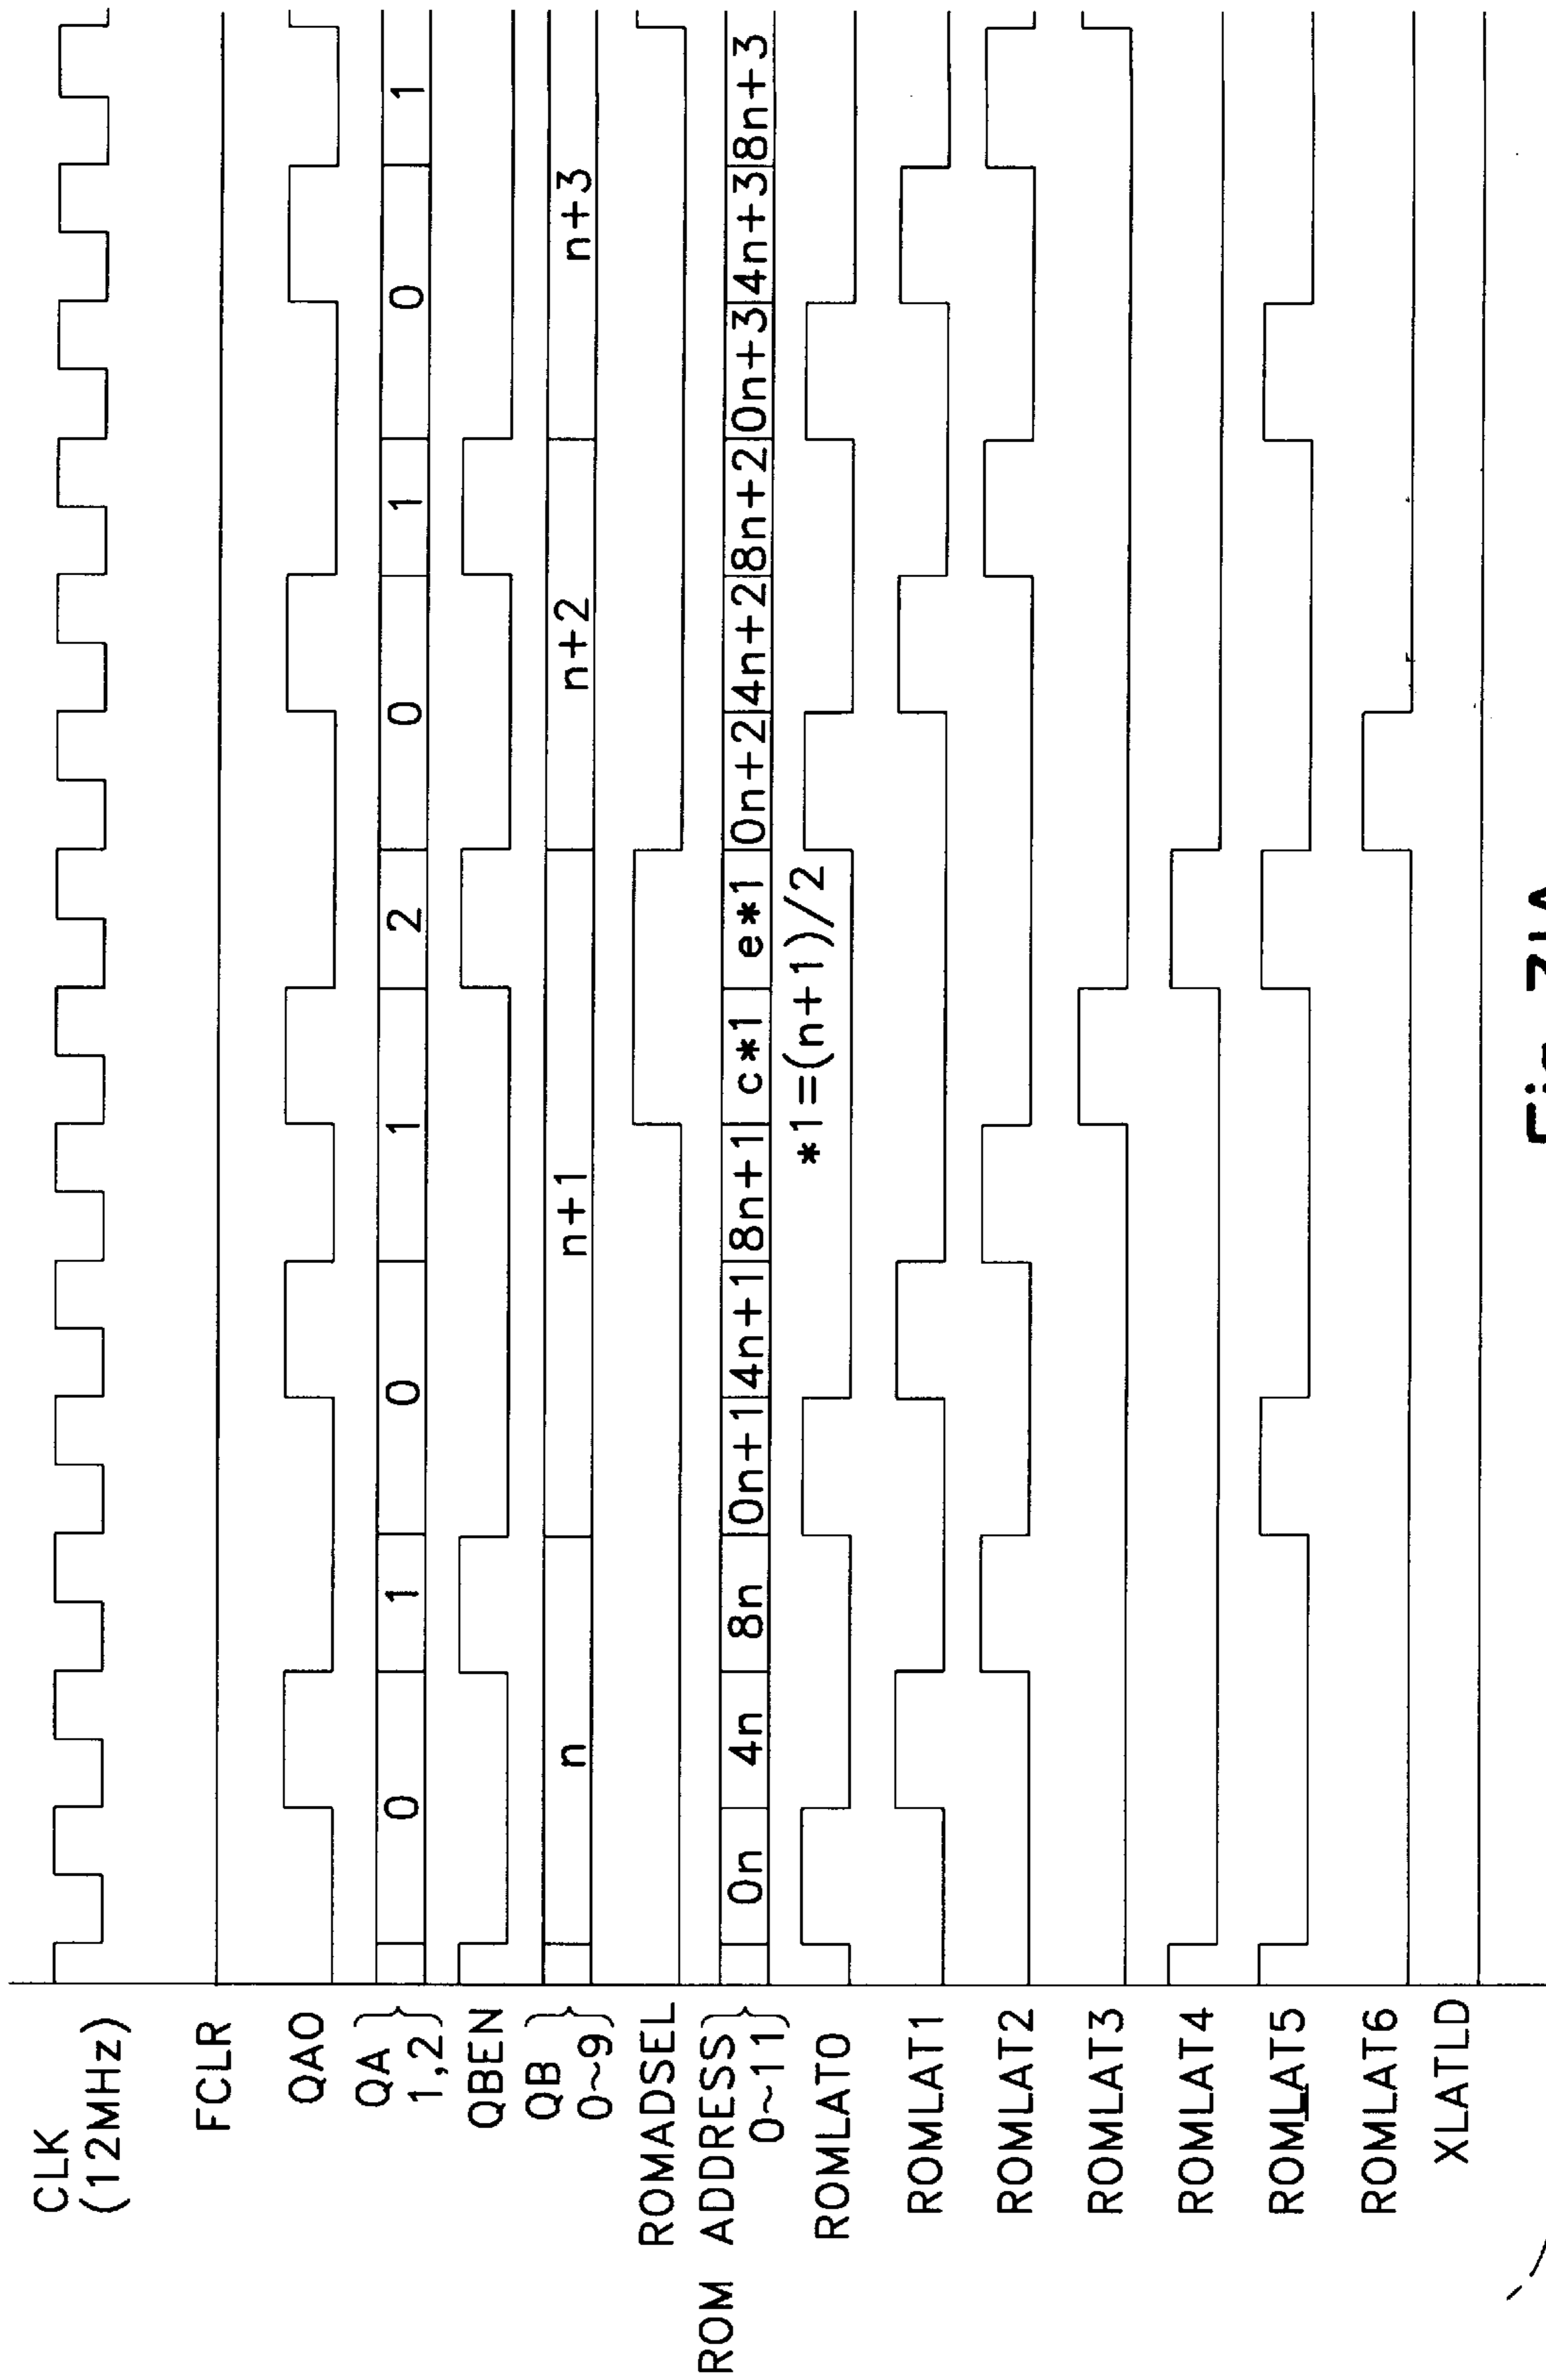 CLK
(12MHz)
FCLR
QA0
QA
1,2
0 1 0 1 2 0 1 0 1
QBEN
QB
0~9
n n+1 n+2 n+3
ROMADSEL
ROM ADDRESS
0~11
0n 4n 8n 0n+1 4n+1 8n+1 c*1 e*1 0n+2 4n+2 8n+2 0n+3 4n+3 8n+3
*1=(n+1)/2
ROMLAT0
ROMLAT1
ROMLAT2
ROMLAT3
ROMLAT4
ROMLAT5
ROMLAT6
XLATLD